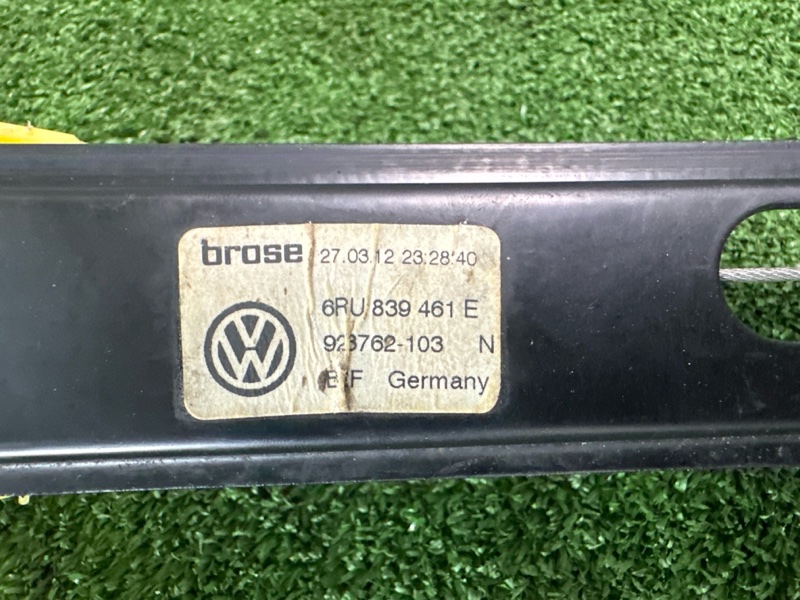 brose 27.03.12 23:28:40
6RU 839 461 E
923762-103 N
Germany